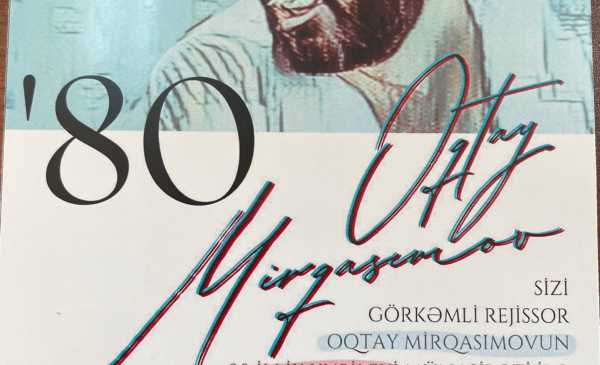 '80
Oqtay
Mirqasımov
SİZİ
GÖRKƏMLİ REJİSSOR
OQTAY MİRQASIMOVUN